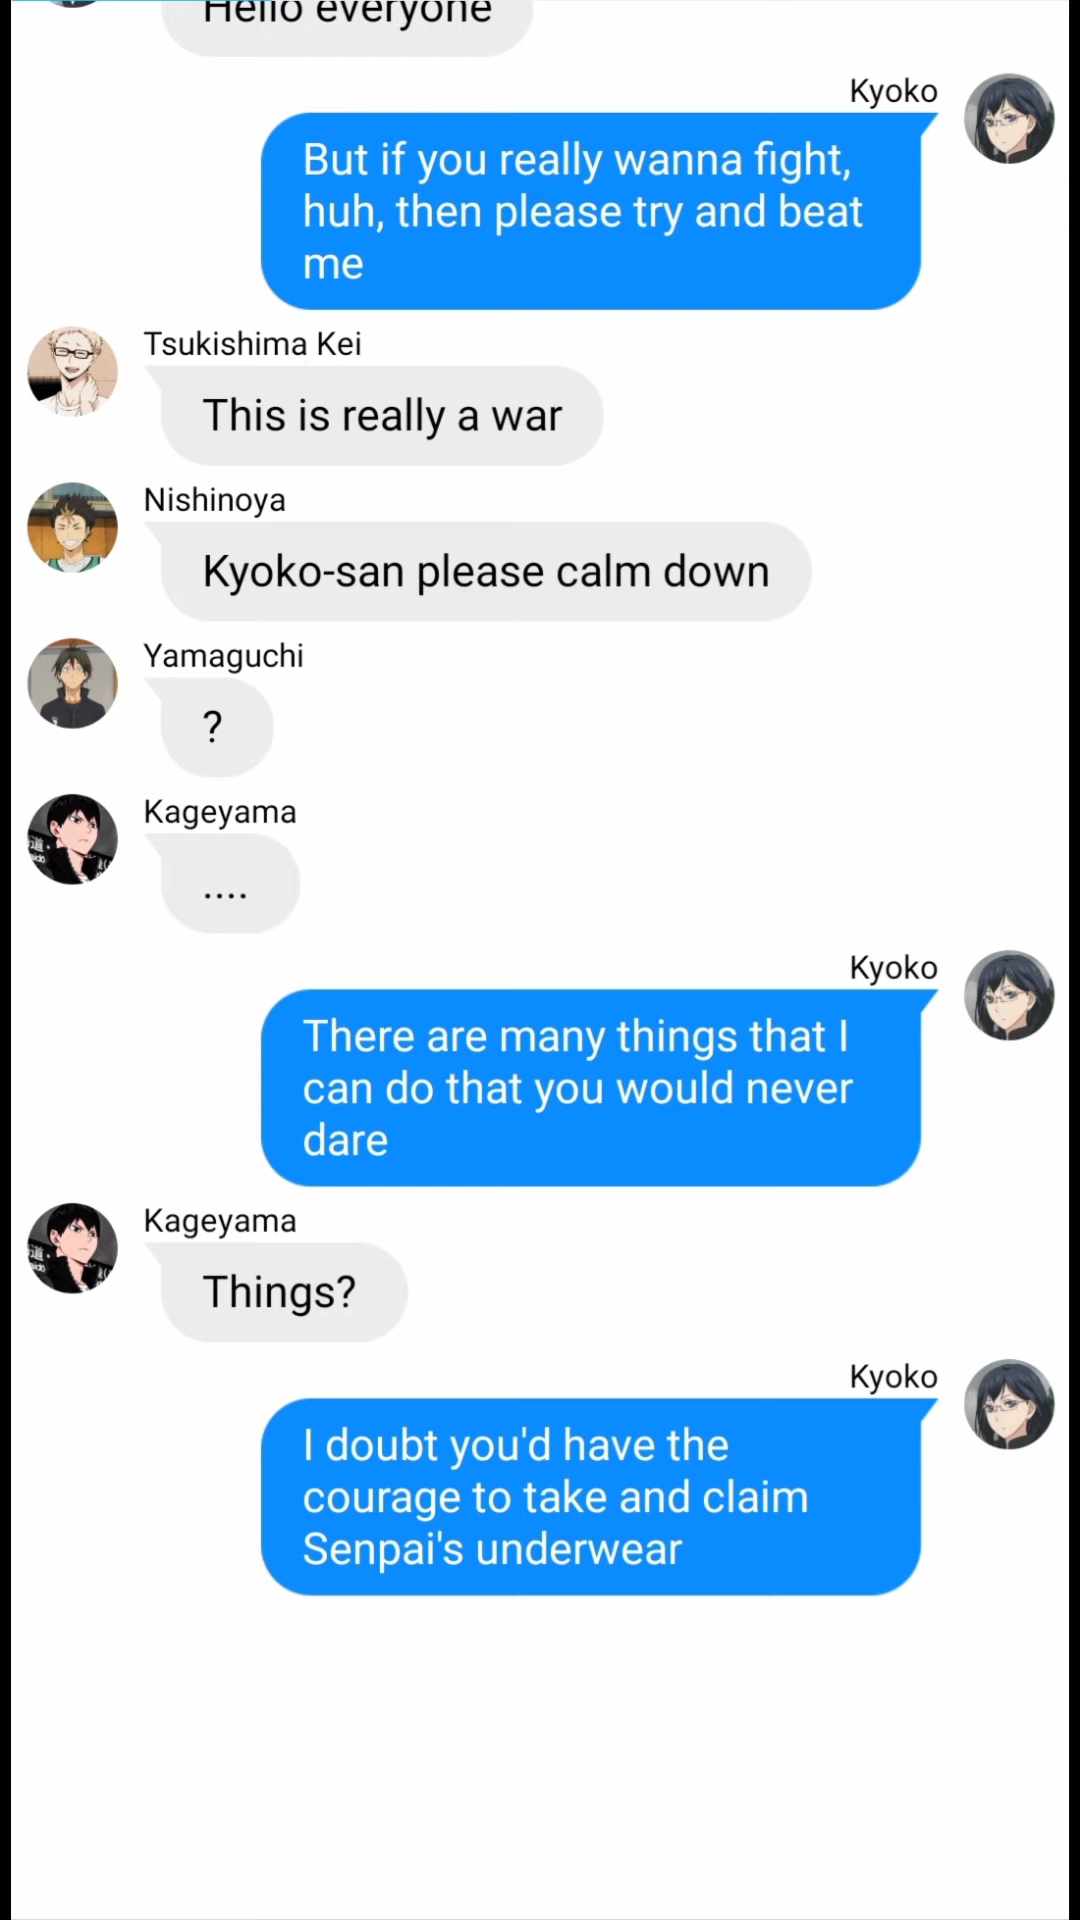 Hello everyone
Kyoko
But if you really wanna fight,
huh, then please try and beat
me
Tsukishima Kei
This is really a war
Nishinoya
Kyoko-san please calm down
Yamaguchi
?
Kageyama
....
Kyoko
There are many things that I
can do that you would never
dare
Kageyama
Things?
Kyoko
I doubt you'd have the
courage to take and claim
Senpai's underwear